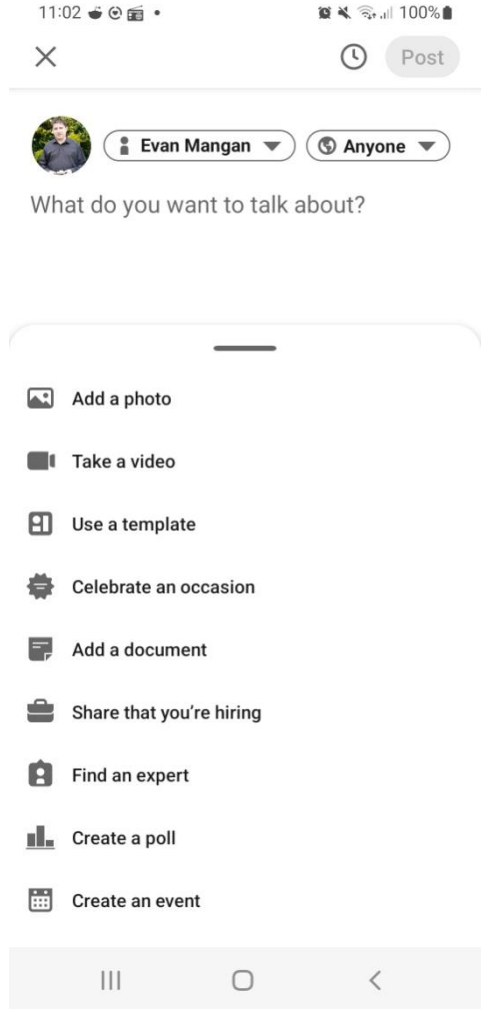 11:02
100%
Post
Evan Mangan
Anyone
What do you want to talk about?
Add a photo
Take a video
Use a template
Celebrate an occasion
Add a document
Share that you're hiring
Find an expert
Create a poll
Create an event